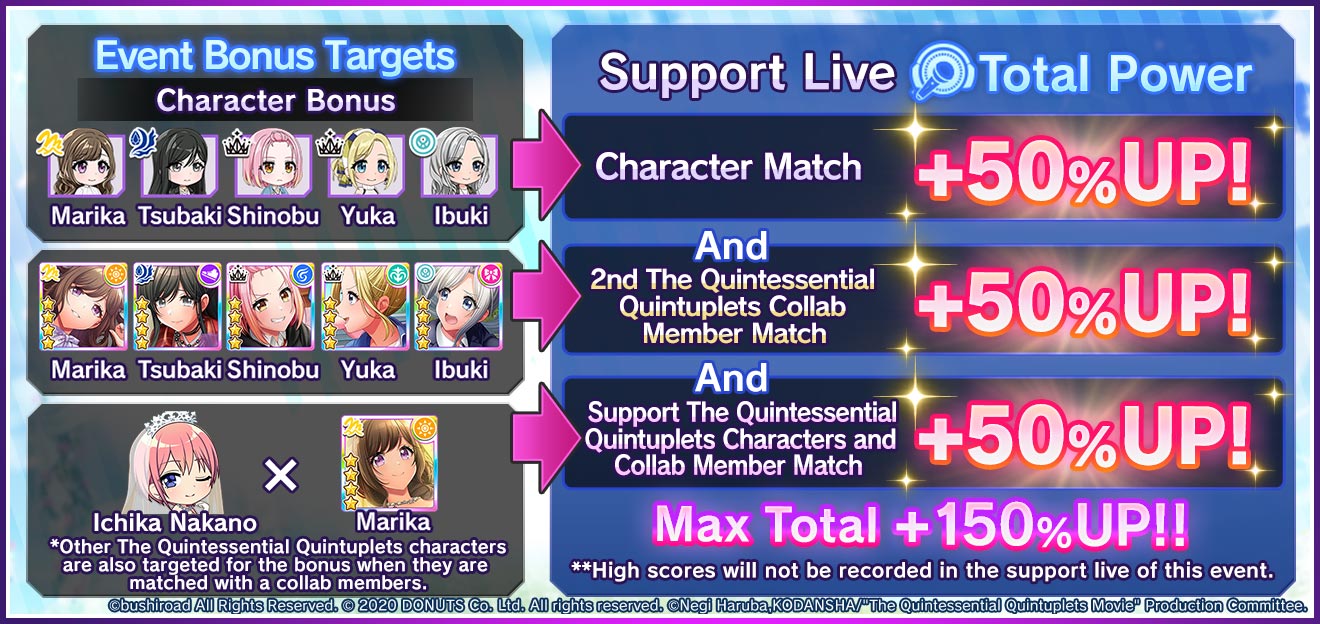 Event Bonus Targets
Character Bonus
Marika Tsubaki Shinobu Yuka Ibuki
Marika Tsubaki Shinobu Yuka Ibuki
Ichika Nakano
×
Marika
*Other The Quintessential Quintuplets characters
are also targeted for the bonus when they are
matched with a collab members.
Support Live Total Power
Character Match
+50%UP!
And
2nd The Quintessential
Quintuplets Collab
Member Match
+50%UP!
And
Support The Quintessential
Quintuplets Characters and
Collab Member Match
+50%UP!
Max Total +150%UP!!
**High scores will not be recorded in the support live of this event.
©bushiroad All Rights Reserved. © 2020 DONUTS Co. Ltd. All rights reserved. ©Negi Haruba,KODANSHA/"The Quintessential Quintuplets Movie" Production Committee.